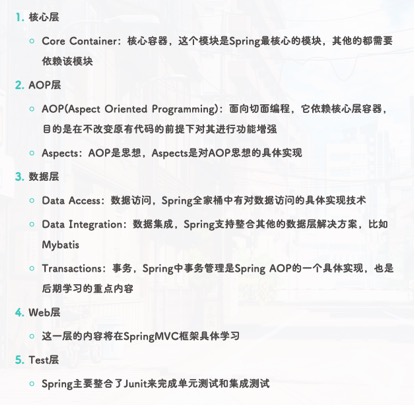 1. 核心层
Core Container：核心容器，这个模块是Spring最核心的模块，其他的都需要
依赖该模块
2. AOP层
AOP(Aspect Oriented Programming)：面向切面编程，它依赖核心层容器，
目的是在不改变原有代码的前提下对其进行功能增强
Aspects：AOP是思想，Aspects是对AOP思想的具体实现
3. 数据层
Data Access：数据访问，Spring全家桶中有对数据访问的具体实现技术
Data Integration：数据集成，Spring支持整合其他的数据层解决方案，比如
Mybatis
Transactions：事务，Spring中事务管理是Spring AOP的一个具体实现，也是
后期学习的重点内容
4. Web层
这一层的内容将在SpringMVC框架具体学习
5. Test层
Spring主要整合了Junit来完成单元测试和集成测试